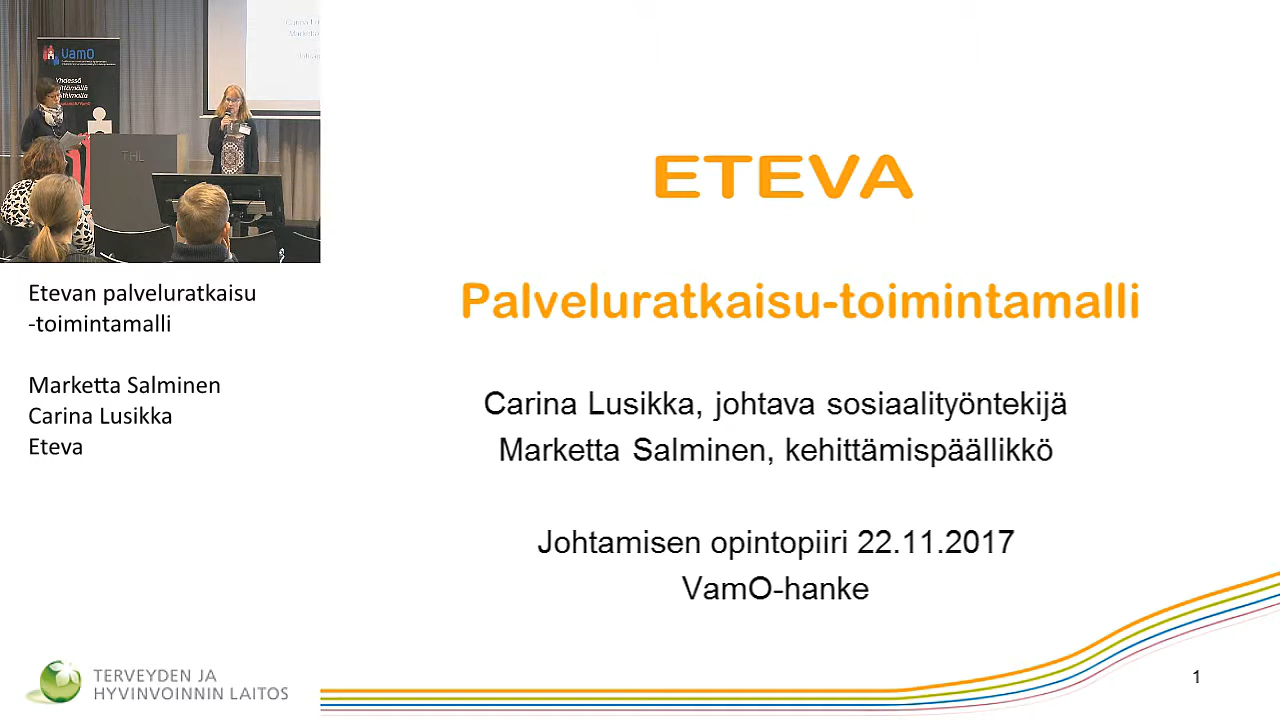 VamO
Yhdessä
THL
Etevan palveluratkaisu
-toimintamalli
Marketta Salminen
Carina Lusikka
Eteva
TERVEYDEN JA
HYVINVOINNIN LAITOS
ETEVA
Palveluratkaisu-toimintamalli
Carina Lusikka, johtava sosiaalityöntekijä
Marketta Salminen, kehittämispäällikkö
Johtamisen opintopiiri 22.11.2017
VamO-hanke
1